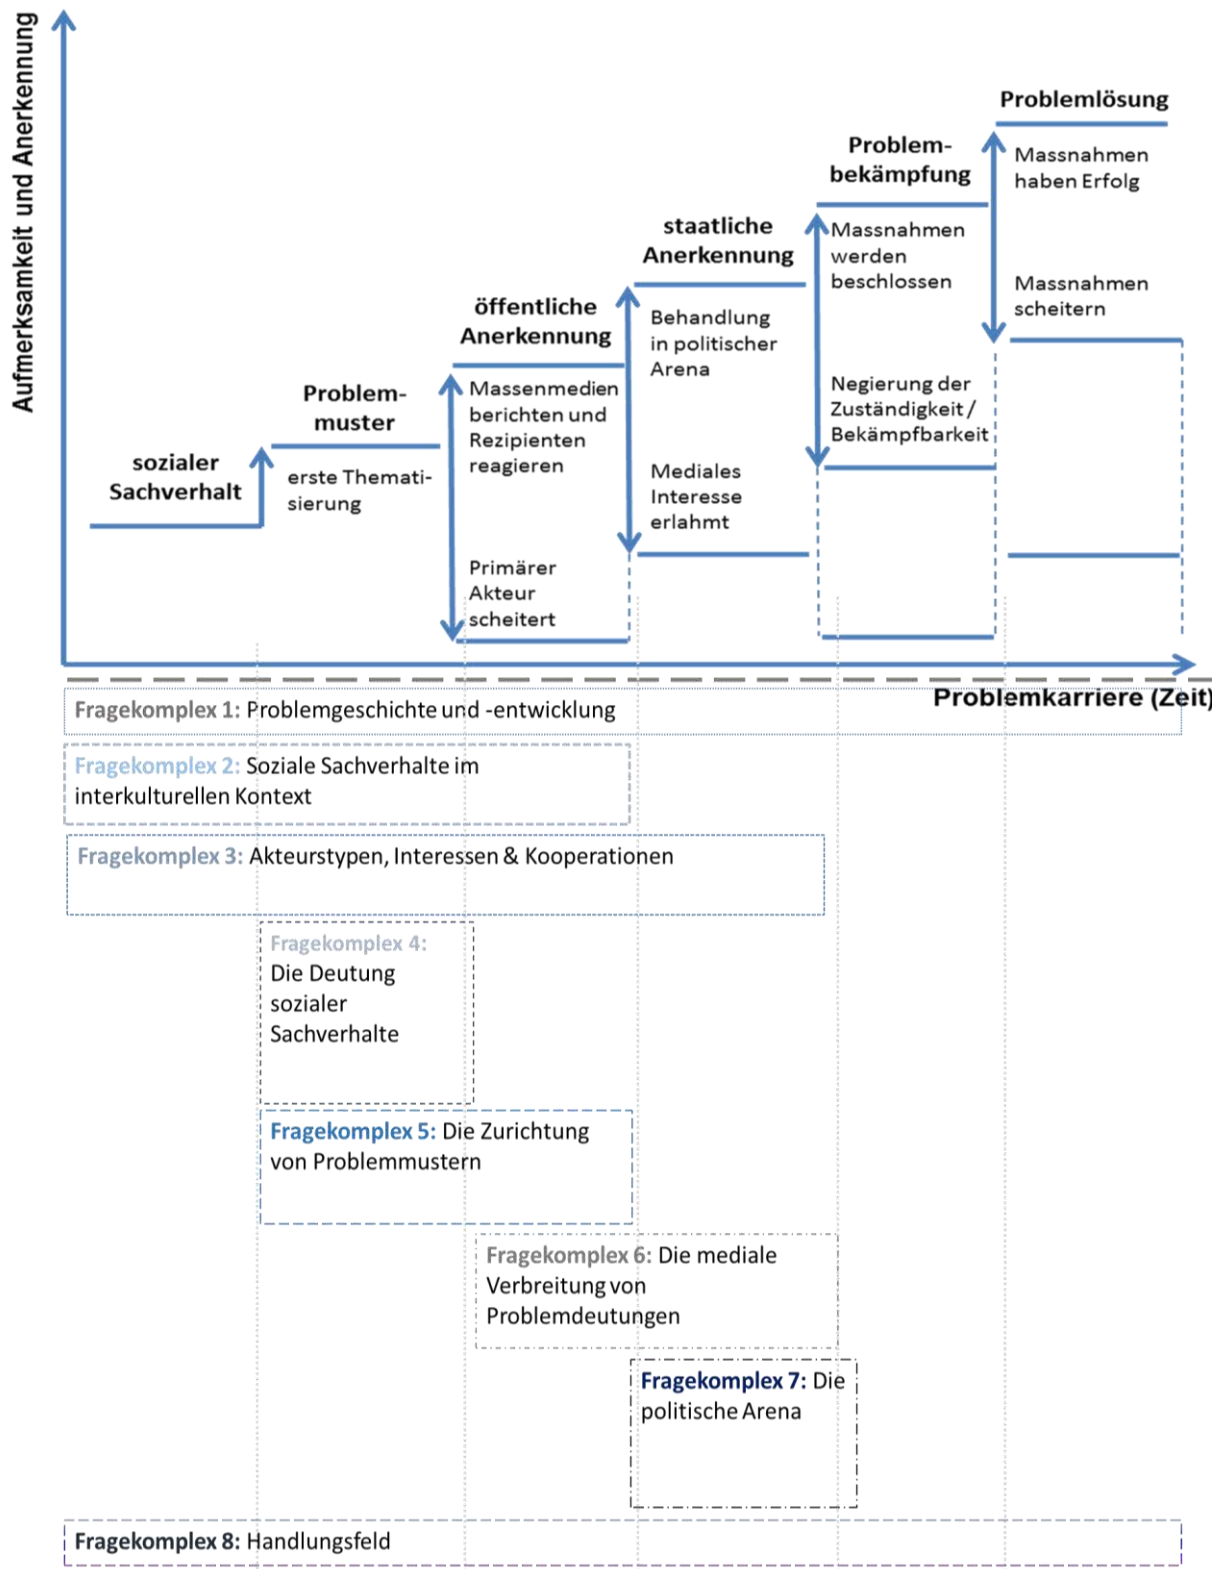 Aufmerksamkeit und Anerkennung
sozialer
Sachverhalt
Problem-
muster
erste Themati-
sierung
öffentliche
Anerkennung
Massenmedien
berichten und
Rezipienten
reagieren
Primärer
Akteur
scheitert
staatliche
Anerkennung
Behandlung
in politischer
Arena
Mediales
Interesse
erlahmt
Problem-
bekämpfung
Massnahmen
werden
beschlossen
Negierung der
Zuständigkeit /
Bekämpfbarkeit
Problemlösung
Massnahmen
haben Erfolg
Massnahmen
scheitern
Problemkarriere (Zeit)
Fragekomplex 1: Problemgeschichte und -entwicklung
Fragekomplex 2: Soziale Sachverhalte im
interkulturellen Kontext
Fragekomplex 3: Akteurstypen, Interessen & Kooperationen
Fragekomplex 4:
Die Deutung
sozialer
Sachverhalte
Fragekomplex 5: Die Zurichtung
von Problemmustern
Fragekomplex 6: Die mediale
Verbreitung von
Problemdeutungen
Fragekomplex 7: Die
politische Arena
Fragekomplex 8: Handlungsfeld